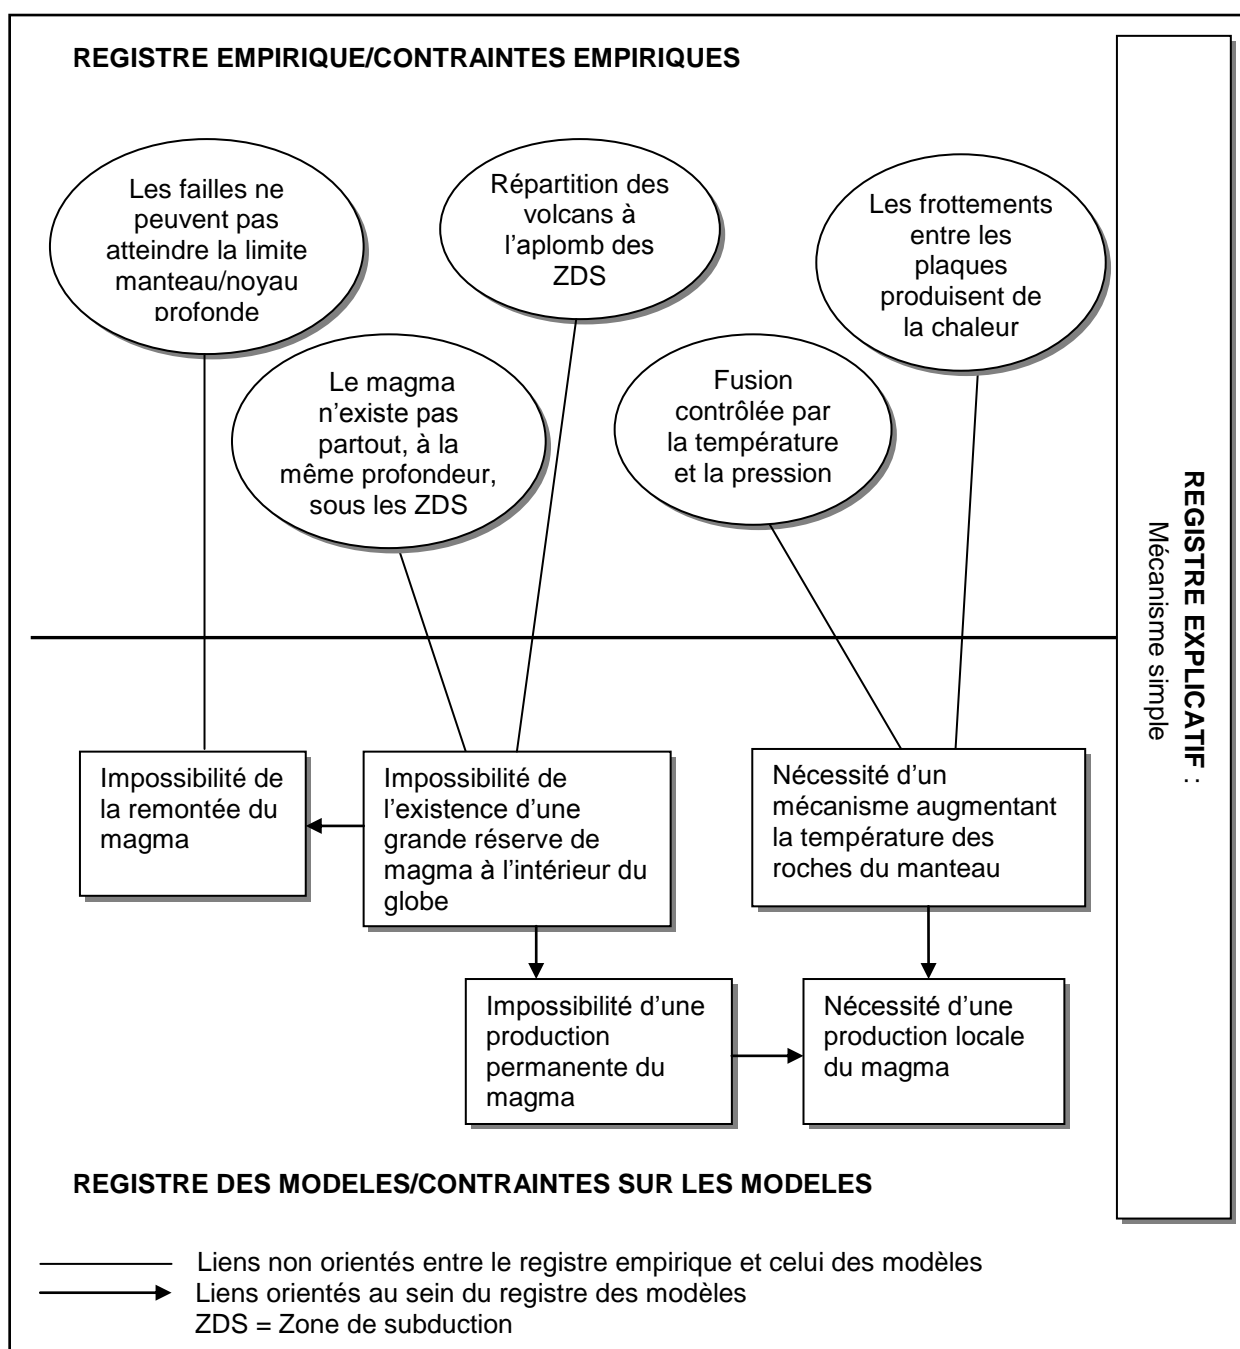 REGISTRE EMPIRIQUE/CONTRAINTES EMPIRIQUES
Les failles ne
peuvent pas
atteindre la limite
manteau/noyau
profonde
Répartition des
volcans à
l’aplomb des
ZDS
Les frottements
entre les
plaques
produisent de
la chaleur
Le magma
n’existe pas
partout, à la
même profondeur,
sous les ZDS
Fusion
contrôlée par
la température
et la pression
REGISTRE EXPLICATIF :
Mécanisme simple
Impossibilité de
la remontée du
magma
Impossibilité de
l’existence d’une
grande réserve de
magma à l’intérieur du
globe
Nécessité d’un
mécanisme augmentant
la température des
roches du manteau
Impossibilité d’une
production
permanente du
magma
Nécessité d’une
production locale
du magma
REGISTRE DES MODELES/CONTRAINTES SUR LES MODELES
Liens non orientés entre le registre empirique et celui des modèles
Liens orientés au sein du registre des modèles
ZDS = Zone de subduction